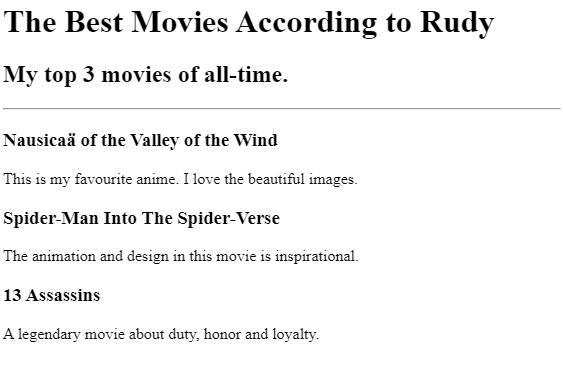 The Best Movies According to Rudy
My top 3 movies of all-time.
Nausicaä of the Valley of the Wind
This is my favourite anime. I love the beautiful images.
Spider-Man Into The Spider-Verse
The animation and design in this movie is inspirational.
13 Assassins
A legendary movie about duty, honor and loyalty.